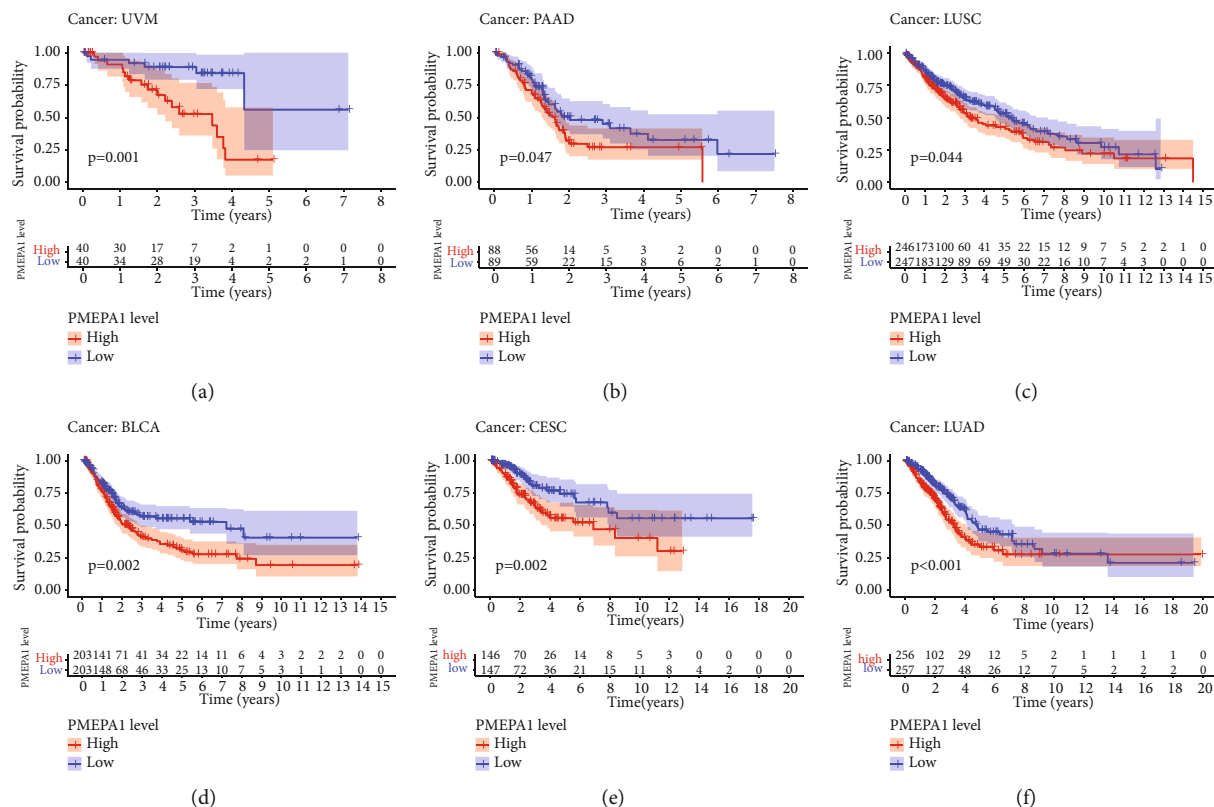 Cancer: UVM
1.00
0.75
0.50
0.25
0.00
Survival probability
p=0.001
0 1 2 3 4 5 6 7 8
Time (years)
PMEPA1 level
High 40 30 17 7 2 1 0 0 0
Low 40 34 28 19 4 2 2 1 0
0 1 2 3 4 5 6 7 8
Time (years)
PMEPA1 level
High
Low
(a)
Cancer: PAAD
1.00
0.75
0.50
0.25
0.00
Survival probability
p=0.047
0 1 2 3 4 5 6 7 8
Time (years)
PMEPA1 level
High 88 56 14 5 3 2 0 0 0
Low 89 59 22 15 8 6 2 1 0
0 1 2 3 4 5 6 7 8
Time (years)
PMEPA1 level
High
Low
(b)
Cancer: LUSC
1.00
0.75
0.50
0.25
0.00
Survival probability
p=0.044
0 1 2 3 4 5 6 7 8 9 10 11 12 13 14 15
Time (years)
PMEPA1 level
High 246 173 100 60 41 35 22 15 12 9 7 5 2 2 1 0
Low 247 183 129 89 69 49 30 22 16 10 7 4 3 0 0 0
0 1 2 3 4 5 6 7 8 9 10 11 12 13 14 15
Time (years)
PMEPA1 level
High
Low
(c)
Cancer: BLCA
1.00
0.75
0.50
0.25
0.00
Survival probability
p=0.002
0 1 2 3 4 5 6 7 8 9 10 11 12 13 14 15
Time (years)
PMEPA1 level
High 203 141 71 41 34 22 14 11 6 4 3 2 2 2 0 0
Low 203 148 68 46 33 25 13 10 7 5 3 1 1 1 0 0
0 1 2 3 4 5 6 7 8 9 10 11 12 13 14 15
Time (years)
PMEPA1 level
High
Low
(d)
Cancer: CESC
1.00
0.75
0.50
0.25
0.00
Survival probability
p=0.002
0 2 4 6 8 10 12 14 16 18 20
Time (years)
PMEPA1 level
high 146 70 26 14 8 5 3 0 0 0 0
low 147 72 36 21 15 11 8 4 2 0 0
0 2 4 6 8 10 12 14 16 18 20
Time(years)
PMEPA1 level
High
Low
(e)
Cancer: LUAD
1.00
0.75
0.50
0.25
0.00
Survival probability
p<0.001
0 2 4 6 8 10 12 14 16 18 20
Time (years)
PMEPA1 level
high 256 102 29 12 5 2 1 1 1 1 0
low 257 127 48 26 12 7 5 2 2 2 0
0 2 4 6 8 10 12 14 16 18 20
Time(years)
PMEPA1 level
High
Low
(f)